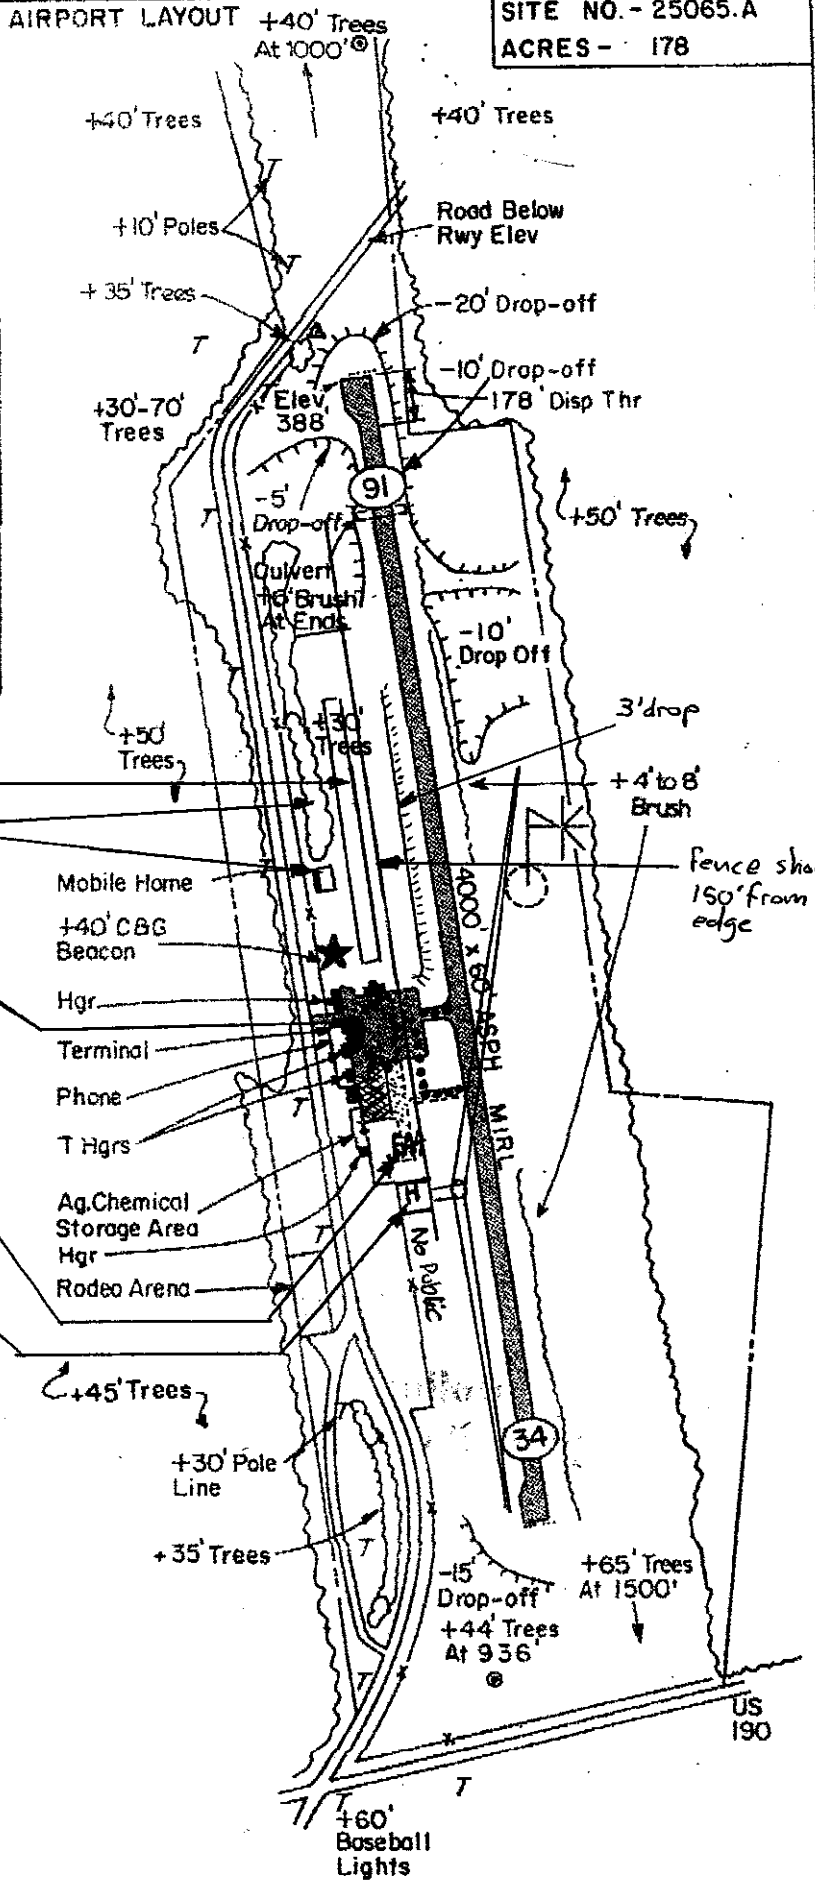 AIRPORT LAYOUT
SITE NO. - 25065.A
ACRES - 178
+40' Trees
At 1000'
+40' Trees
+40' Trees
T
+10' Poles
T
Road Below
Rwy Elev
+35' Trees
-20' Drop-off
T
-10' Drop-off
178' Disp Thr
Elev
388'
+30'-70'
Trees
91
-5'
Drop-off
T
+50' Trees
Culvert
+6' Brush
At Ends
-10'
Drop Off
+50'
Trees
+30'
Trees
3' drop
+4' to 8'
Brush
Mobile Home
T
fence
150' from
edge
+40' C&G
Beacon
4000' x 60' ASPH MIRL
Hgr
Terminal
Phone
T
T Hgrs
Ag. Chemical
Storage Area
Hgr
T
Rodeo Arena
H
No Public
+45' Trees
34
+30' Pole
Line
+35' Trees
T
-15'
Drop-off
+65' Trees
At 1500'
+44' Trees
At 936'
T
US
190
T
T
+60'
Baseball
Lights